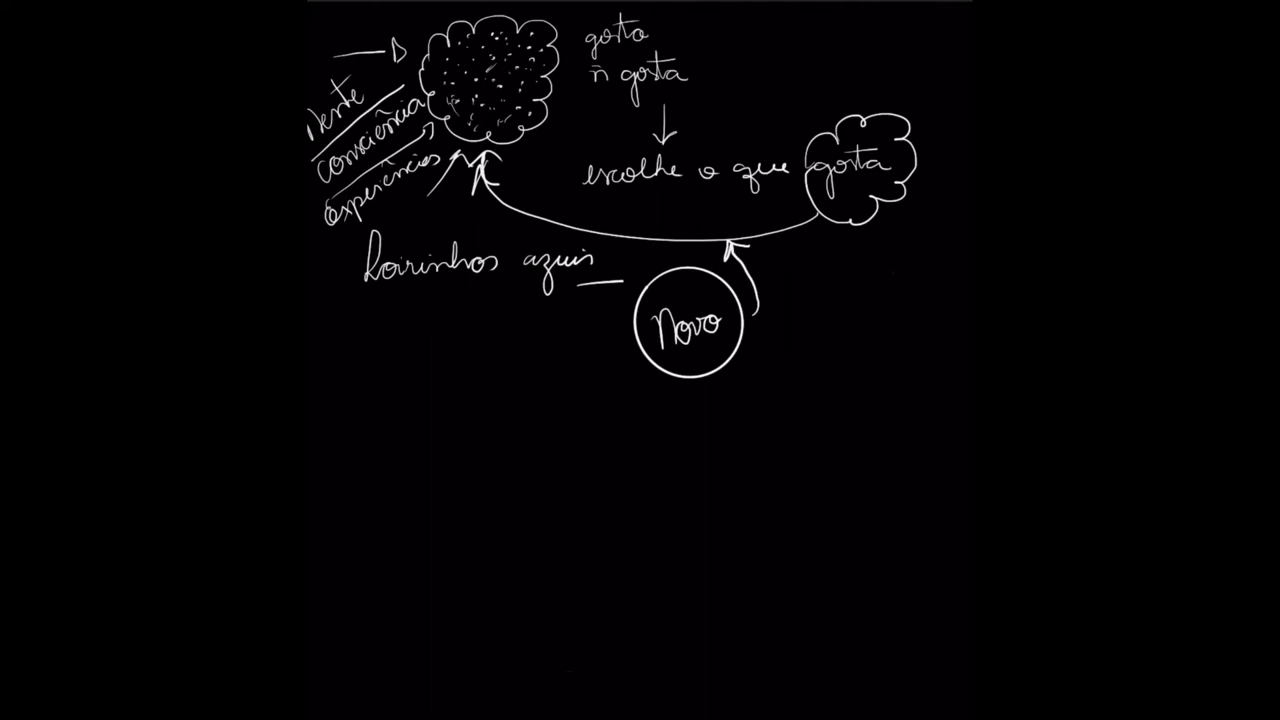 gosta
ñ gosta
Mente
consciência
experiências
escolhe o que gosta
loirinhos azuis
Novo